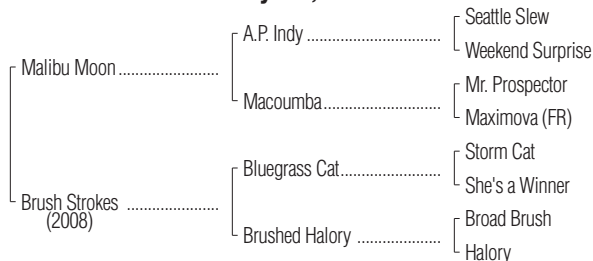 Seattle Slew
A.P. Indy ................................
Weekend Surprise
Malibu Moon ........................
Mr. Prospector
Macoumba............................
Maximova (FR)
Storm Cat
Bluegrass Cat........................
She's a Winner
Brush Strokes ......................
(2008)
Broad Brush
Brushed Halory ....................
Halory